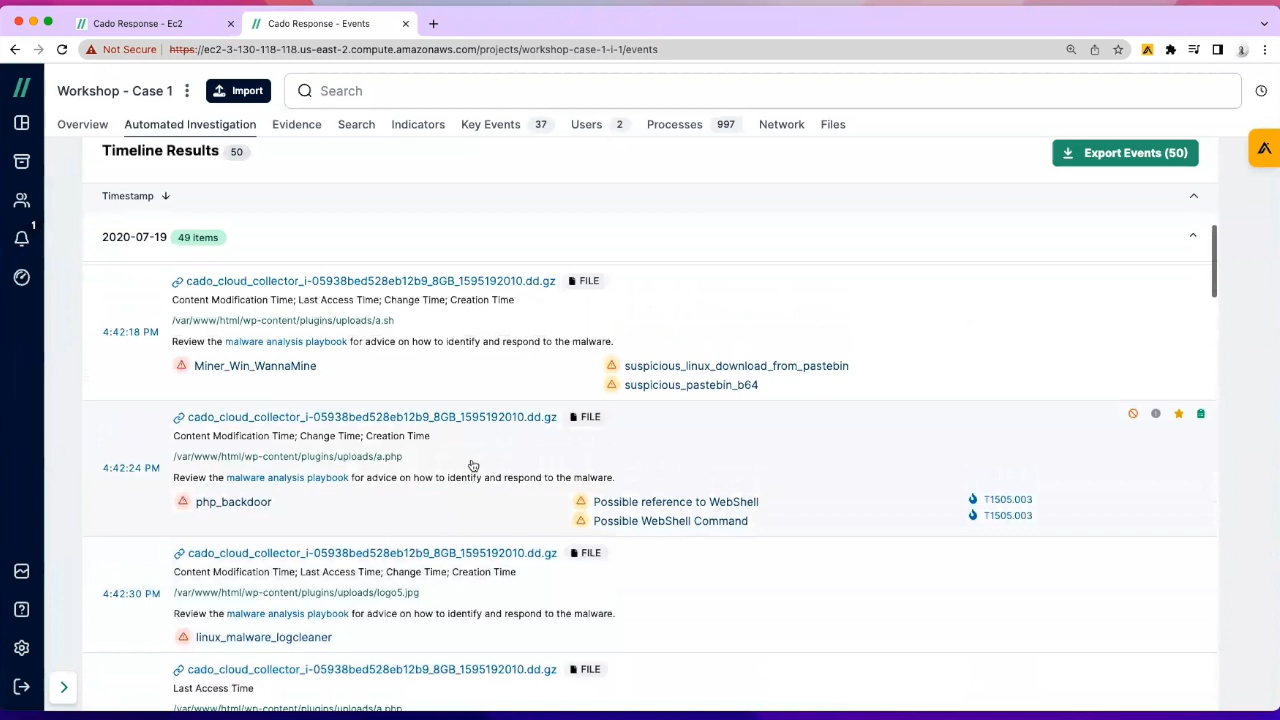 Cado Response - Ec2
Cado Response - Events
Not Secure https://ec2-3-130-118-118.us-east-2.compute.amazonaws.com/projects/workshop-case-1-i-1/events
Workshop - Case 1
Import
Search
Overview Automated Investigation Evidence Search Indicators Key Events 37 Users 2 Processes 997 Network Files
Timeline Results 50
Export Events (50)
Timestamp
1
2020-07-19 49 items
cado_cloud_collector_i-05938bed528eb12b9_8GB_1595192010.dd.gz FILE
Content Modification Time; Last Access Time; Change Time; Creation Time
/var/www/html/wp-content/plugins/uploads/a.sh
4:42:18 PM
Review the malware analysis playbook for advice on how to identify and respond to the malware.
Miner_Win_WannaMine suspicious_linux_download_from_pastebin
suspicious_pastebin_b64
cado_cloud_collector_i-05938bed528eb12b9_8GB_1595192010.dd.gz FILE
Content Modification Time; Change Time; Creation Time
/var/www/html/wp-content/plugins/uploads/a.php
4:42:24 PM
Review the malware analysis playbook for advice on how to identify and respond to the malware.
php_backdoor Possible reference to WebShell T1505.003
Possible WebShell Command T1505.003
cado_cloud_collector_i-05938bed528eb12b9_8GB_1595192010.dd.gz FILE
Content Modification Time; Last Access Time; Change Time; Creation Time
/var/www/html/wp-content/plugins/uploads/logo5.jpg
4:42:30 PM
Review the malware analysis playbook for advice on how to identify and respond to the malware.
linux_malware_logcleaner
cado_cloud_collector_i-05938bed528eb12b9_8GB_1595192010.dd.gz FILE
Last Access Time
/var/www/html/wp-content/plugins/uploads/a.php